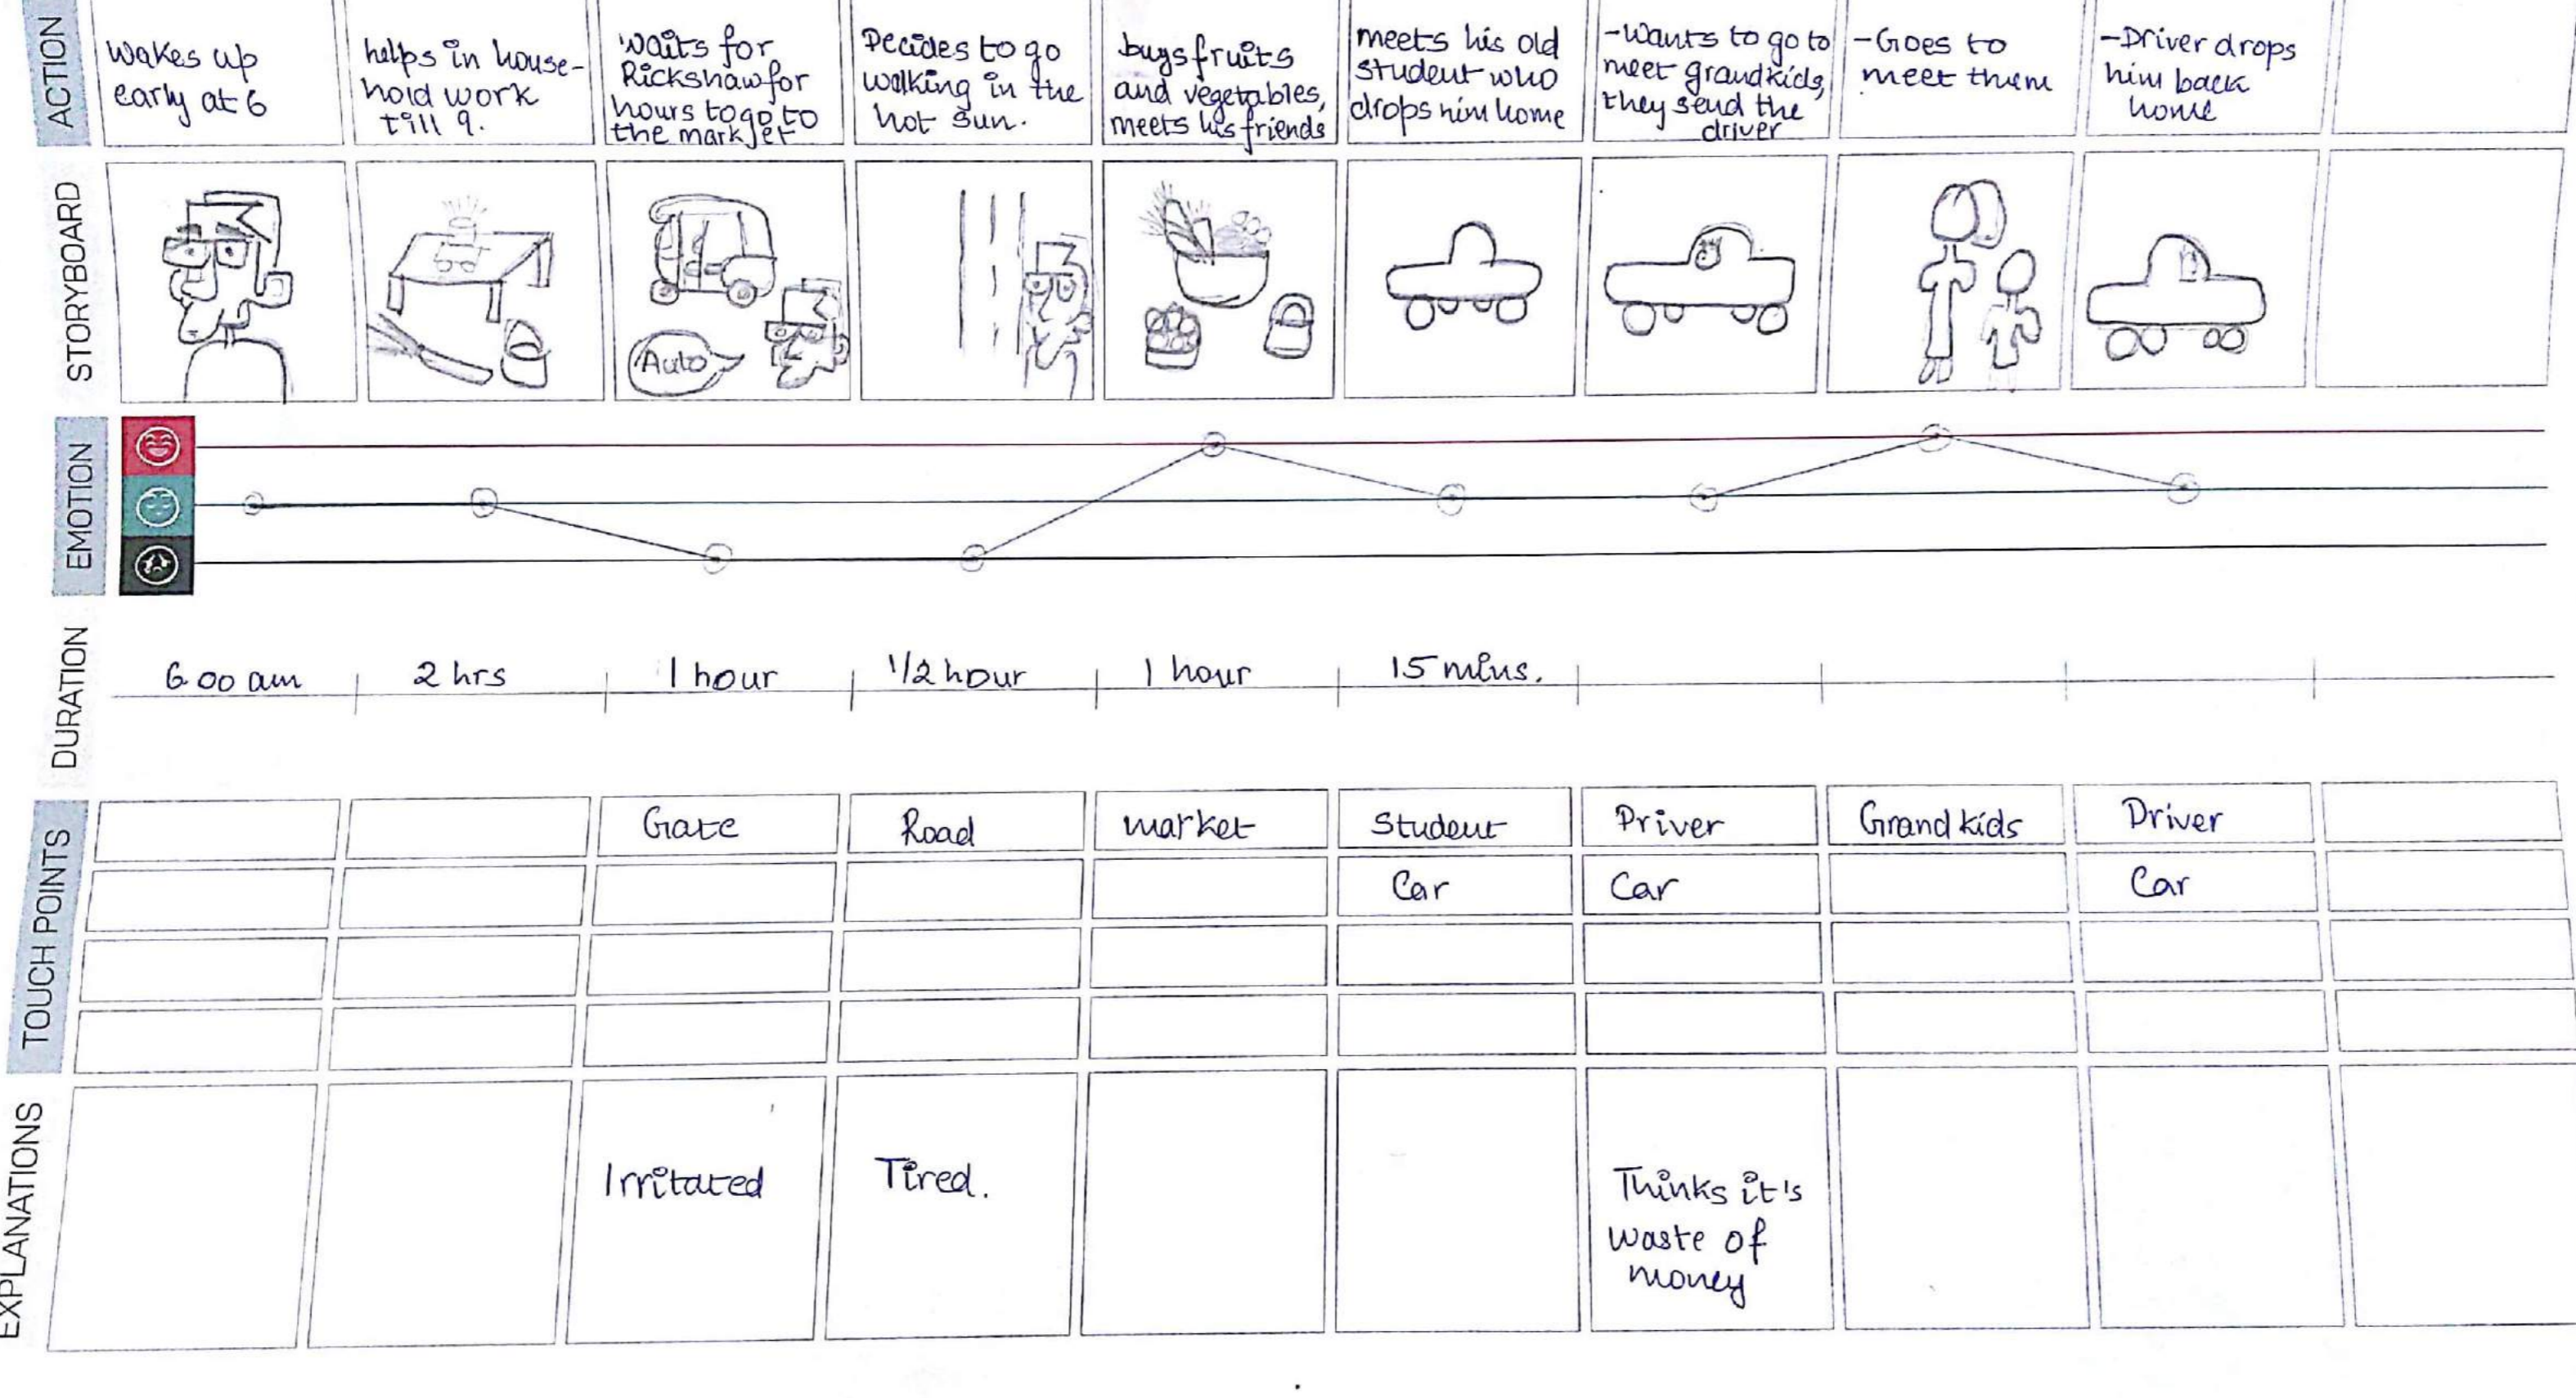 ACTION
wakes up
early at 6
helps in house-
hold work
till 9.
waits for
Rickshaw for
hours to go to
the market
Decides to go
walking in the
hot sun.
buys fruits
and vegetables,
meets his friends
meets his old
student who
drops him home
-Wants to go to
meet grandkids,
they send the
driver
-Goes to
meet them
-Driver drops
him back
home
STORYBOARD
Auto
EMOTION
DURATION
6 00 am
2 hrs
1 hour
1/2 hour
1 hour
15 mins.
TOUCH POINTS
Gate
Road
market
Student
Driver
Grand kids
Driver
Car
Car
Car
EXPLANATIONS
Irritated
Tired.
Thinks it's
waste of
money